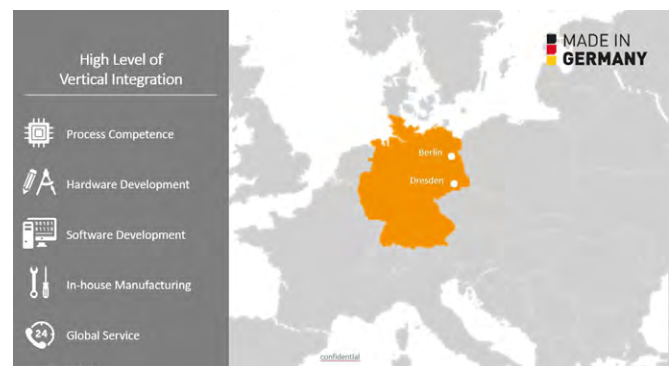 High Level of
Vertical Integration
Process Competence
Hardware Development
Software Development
In-house Manufacturing
24
Global Service
MADE IN
GERMANY
Berlin
Dresden
confidential